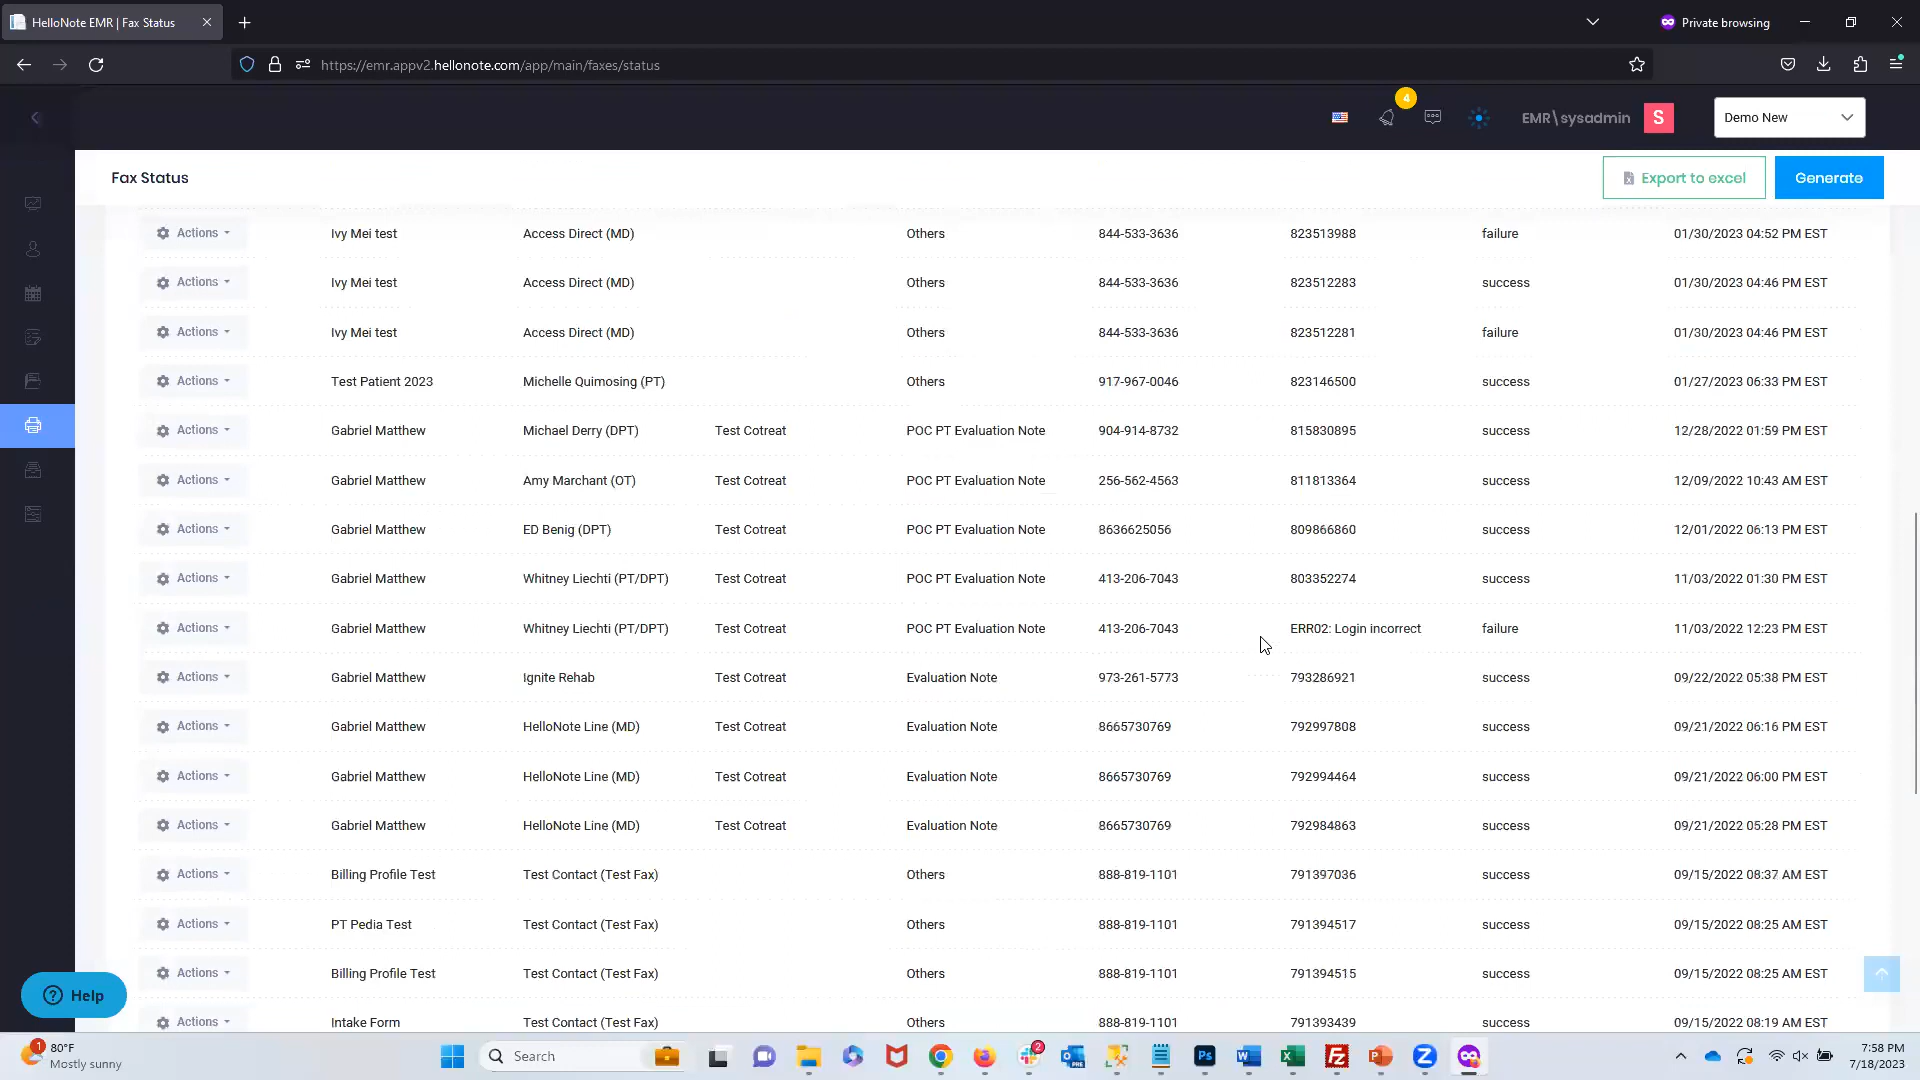 HelloNote EMR | Fax Status
Private browsing
https://emr.appv2.hellonote.com/app/main/faxes/status
4
EMR\sysadmin
S
Demo New
Fax Status
Export to excel
Generate
Actions Ivy Mei test Access Direct (MD) Others 844-533-3636 823513988 failure 01/30/2023 04:52 PM EST
Actions Ivy Mei test Access Direct (MD) Others 844-533-3636 823512283 success 01/30/2023 04:46 PM EST
Actions Ivy Mei test Access Direct (MD) Others 844-533-3636 823512281 failure 01/30/2023 04:46 PM EST
Actions Test Patient 2023 Michelle Quimosing (PT) Others 917-967-0046 823146500 success 01/27/2023 06:33 PM EST
Actions Gabriel Matthew Michael Derry (DPT) Test Cotreat POC PT Evaluation Note 904-914-8732 815830895 success 12/28/2022 01:59 PM EST
Actions Gabriel Matthew Amy Marchant (OT) Test Cotreat POC PT Evaluation Note 256-562-4563 811813364 success 12/09/2022 10:43 AM EST
Actions Gabriel Matthew ED Benig (DPT) Test Cotreat POC PT Evaluation Note 8636625056 809866860 success 12/01/2022 06:13 PM EST
Actions Gabriel Matthew Whitney Liechti (PT/DPT) Test Cotreat POC PT Evaluation Note 413-206-7043 803352274 success 11/03/2022 01:30 PM EST
Actions Gabriel Matthew Whitney Liechti (PT/DPT) Test Cotreat POC PT Evaluation Note 413-206-7043 ERR02: Login incorrect failure 11/03/2022 12:23 PM EST
Actions Gabriel Matthew Ignite Rehab Test Cotreat Evaluation Note 973-261-5773 793286921 success 09/22/2022 05:38 PM EST
Actions Gabriel Matthew HelloNote Line (MD) Test Cotreat Evaluation Note 8665730769 792997808 success 09/21/2022 06:16 PM EST
Actions Gabriel Matthew HelloNote Line (MD) Test Cotreat Evaluation Note 8665730769 792994464 success 09/21/2022 06:00 PM EST
Actions Gabriel Matthew HelloNote Line (MD) Test Cotreat Evaluation Note 8665730769 792984863 success 09/21/2022 05:28 PM EST
Actions Billing Profile Test Test Contact (Test Fax) Others 888-819-1101 791397036 success 09/15/2022 08:37 AM EST
Actions PT Pedia Test Test Contact (Test Fax) Others 888-819-1101 791394517 success 09/15/2022 08:25 AM EST
Actions Billing Profile Test Test Contact (Test Fax) Others 888-819-1101 791394515 success 09/15/2022 08:25 AM EST
Actions Intake Form Test Contact (Test Fax) Others 888-819-1101 791393439 success 09/15/2022 08:19 AM EST
? Help
1
80°F
Mostly sunny
Search
2
PRE
Ps
W
X
Fz
P
Z
7:58 PM
7/18/2023